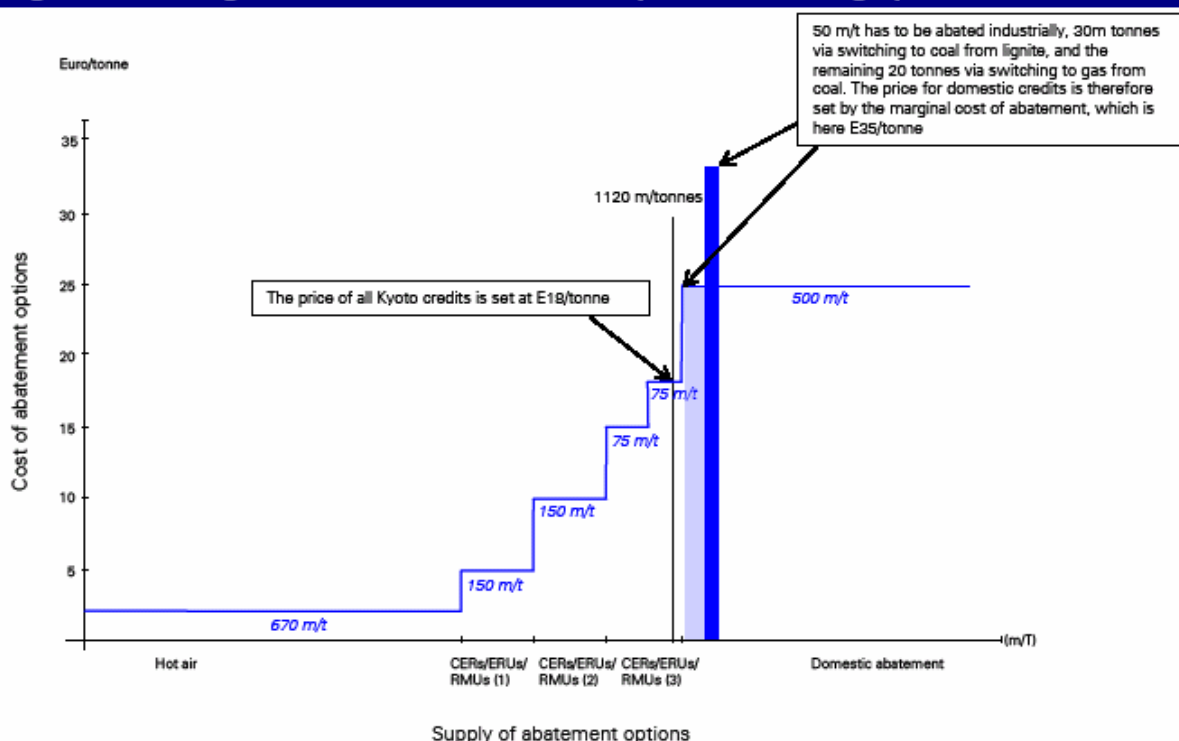 50 m/t has to be abated industrially, 30m tonnes
via switching to coal from lignite, and the
remaining 20 tonnes via switching to gas from
coal. The price for domestic credits is therefore
set by the marginal cost of abatement, which is
here E35/tonne
Euro/tonne
35
1120 m/tonnes
30
The price of all Kyoto credits is set at E18/tonne
25
500 m/t
20
75 m/t
15
75 m/t
10
150 m/t
5
150 m/t
670 m/t
Cost of abatement options
(m/T)
Hot air
CERs/ERUs/
RMUs (1)
CERs/ERUs/
RMUs (2)
CERs/ERUs/
RMUs (3)
Domestic abatement
Supply of abatement options